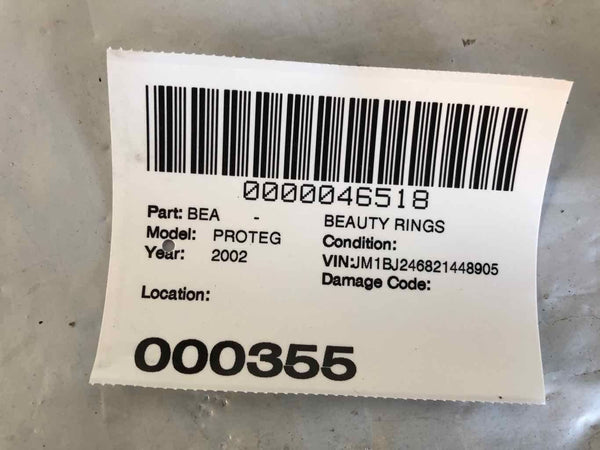 0000046518
Part: BEA - BEAUTY RINGS
Model: PROTEG Condition:
Year: 2002 VIN:JM1BJ246821448905
Damage Code:
Location:
000355